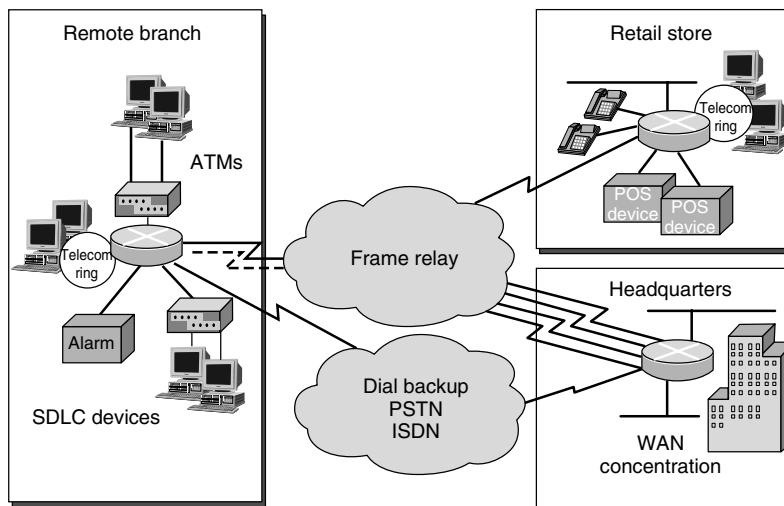 Remote branch
ATMs
Telecom
ring
Alarm
SDLC devices
Frame relay
Dial backup
PSTN
ISDN
Retail store
Telecom
ring
POS
device
POS
device
Headquarters
WAN
concentration